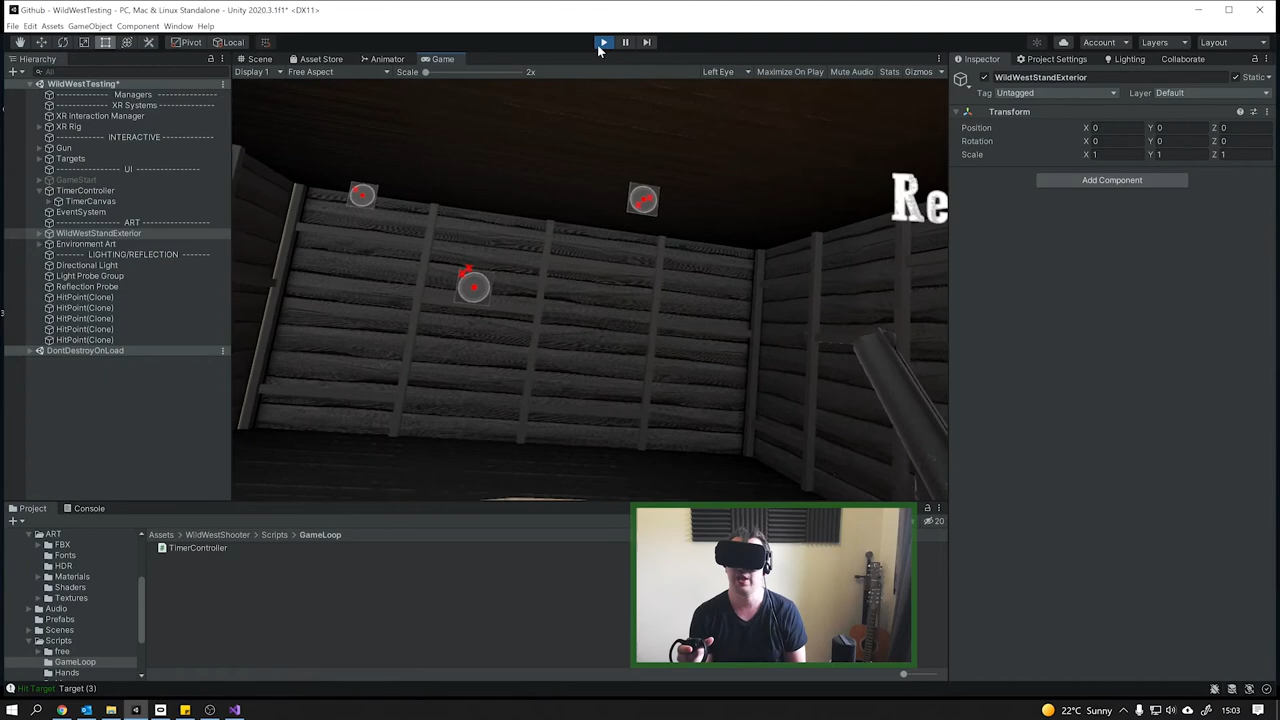 Github - WildWestTesting - PC, Mac & Linux Standalone - Unity 2020.3.1f1* <DX11>
File Edit Assets GameObject Component Window Help
Pivot Local Account Layers Layout
Hierarchy Scene Asset Store Animator Game Inspector Project Settings Lighting Collaborate
All Display 1 Free Aspect Scale 2x Left Eye Maximize On Play Mute Audio Stats Gizmos
WildWestTesting* WildWestStandExterior Static
---------------- Managers -------------------- Tag Untagged Layer Default
--------------- XR Systems ----------------
XR Interaction Manager Transform
XR Rig Position X 0 Y 0 Z 0
-------------- INTERACTIVE --------------- Rotation X 0 Y 0 Z 0
Gun Scale X 1 Y 1 Z 1
Targets
-------------------- UI --------------------- Add Component
GameStart
TimerController Re
TimerCanvas
EventSystem
-------------------- ART --------------------
WildWestStandExterior
Environment Art
------- LIGHTING/REFLECTION --------
Directional Light
Light Probe Group
Reflection Probe
HitPoint(Clone)
HitPoint(Clone)
HitPoint(Clone)
HitPoint(Clone)
HitPoint(Clone)
DontDestroyOnLoad
Project Console
20
ART Assets > WildWestShooter > Scripts > GameLoop
FBX TimerController
Fonts
HDR
Materials
Shaders
Textures
Audio
Prefabs
Scenes
Scripts
free
GameLoop
Hands
Hit Target Target (3)
22°C Sunny 15:03